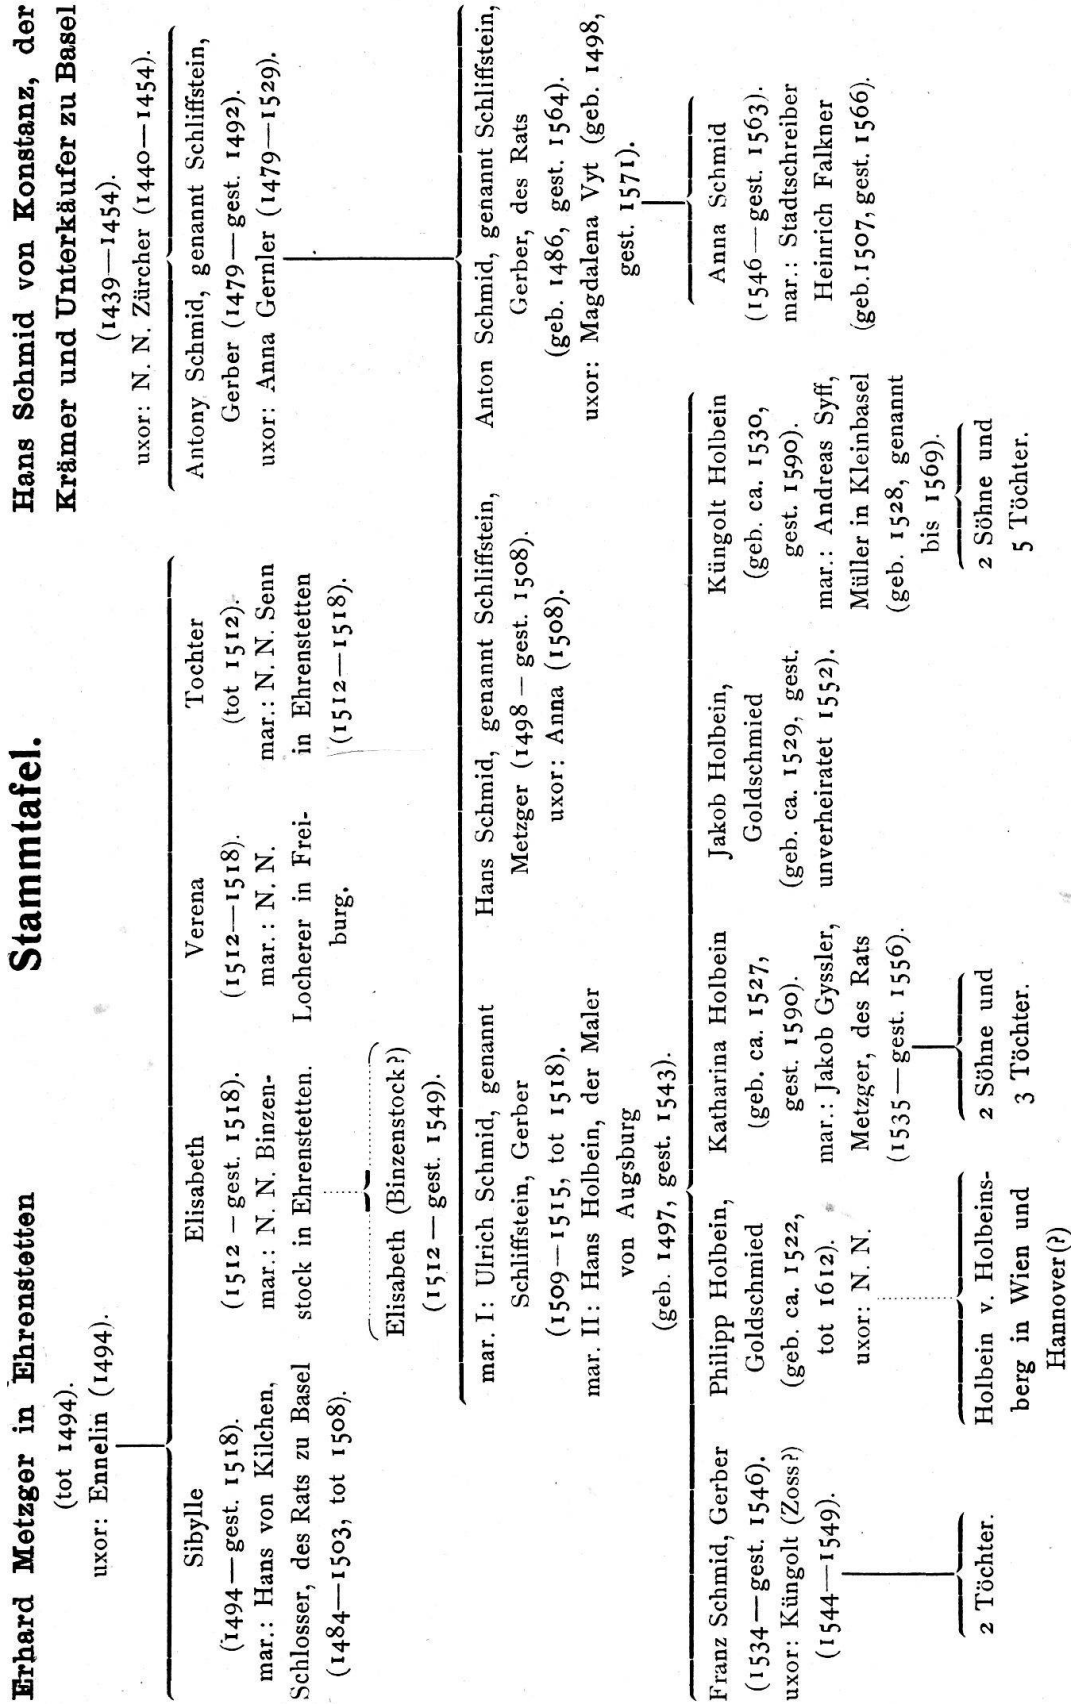 Stammtafel.
Erhard Metzger in Ehrenstetten
(tot 1494).
uxor: Ennelin (1494).
Hans Schmid von Konstanz, der
Krämer und Unterkäufer zu Basel
(1439—1454).
uxor: N. N. Zürcher (1440—1454).
Sibylle
(1494—gest. 1518).
mar.: Hans von Kilchen,
Schlosser, des Rats zu Basel
(1484—1503, tot 1508).
Elisabeth
(1512 – gest. 1518).
mar.: N. N. Binzen-
stock in Ehrenstetten.
Elisabeth (Binzenstock?)
(1512—gest. 1549).
Verena
(1512—1518).
mar.: N. N.
Locherer in Frei-
burg.
Tochter
(tot 1512).
mar.: N. N. Senn
in Ehrenstetten
(1512—1518).
Antony Schmid, genannt Schliffstein,
Gerber (1479—gest. 1492).
uxor: Anna Gernler (1479—1529).
mar. I: Ulrich Schmid, genannt
Schliffstein, Gerber
(1509—1515, tot 1518).
mar. II: Hans Holbein, der Maler
von Augsburg
(geb. 1497, gest. 1543).
Hans Schmid, genannt Schliffstein,
Metzger (1498 – gest. 1508).
uxor: Anna (1508).
Anton Schmid, genannt Schliffstein,
Gerber, des Rats
(geb. 1486, gest. 1564).
uxor: Magdalena Vyt (geb. 1498,
gest. 1571).
Franz Schmid, Gerber
(1534—gest. 1546).
uxor: Küngolt (Zoss?)
(1544—1549).
2 Töchter.
Philipp Holbein,
Goldschmied
(geb. ca. 1522,
tot 1612).
uxor: N. N.
Holbein v. Holbeins-
berg in Wien und
Hannover(?)
Katharina Holbein
(geb. ca. 1527,
gest. 1590).
mar.: Jakob Gyssler,
Metzger, des Rats
(1535—gest. 1556).
2 Söhne und
3 Töchter.
Jakob Holbein,
Goldschmied
(geb. ca. 1529, gest.
unverheiratet 1552).
Küngolt Holbein
(geb. ca. 1530,
gest. 1590).
mar.: Andreas Syff,
Müller in Kleinbasel
(geb. 1528, genannt
bis 1569).
2 Söhne und
5 Töchter.
Anna Schmid
(1546—gest. 1563).
mar.: Stadtschreiber
Heinrich Falkner
(geb. 1507, gest. 1566).